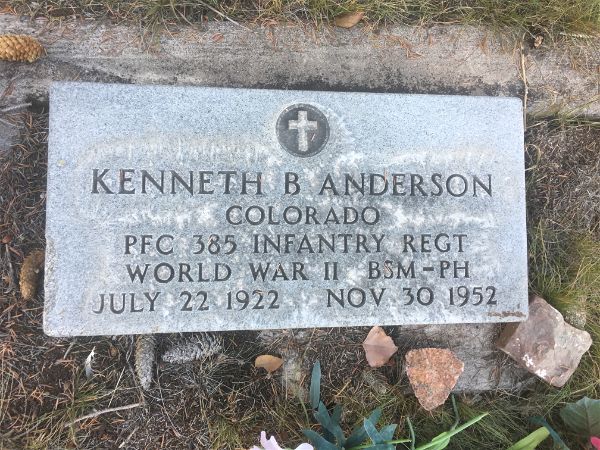 KENNETH B ANDERSON
COLORADO
PFC 385 INFANTRY REGT
WORLD WAR II BSM-PH
JULY 22 1922 NOV 30 1952